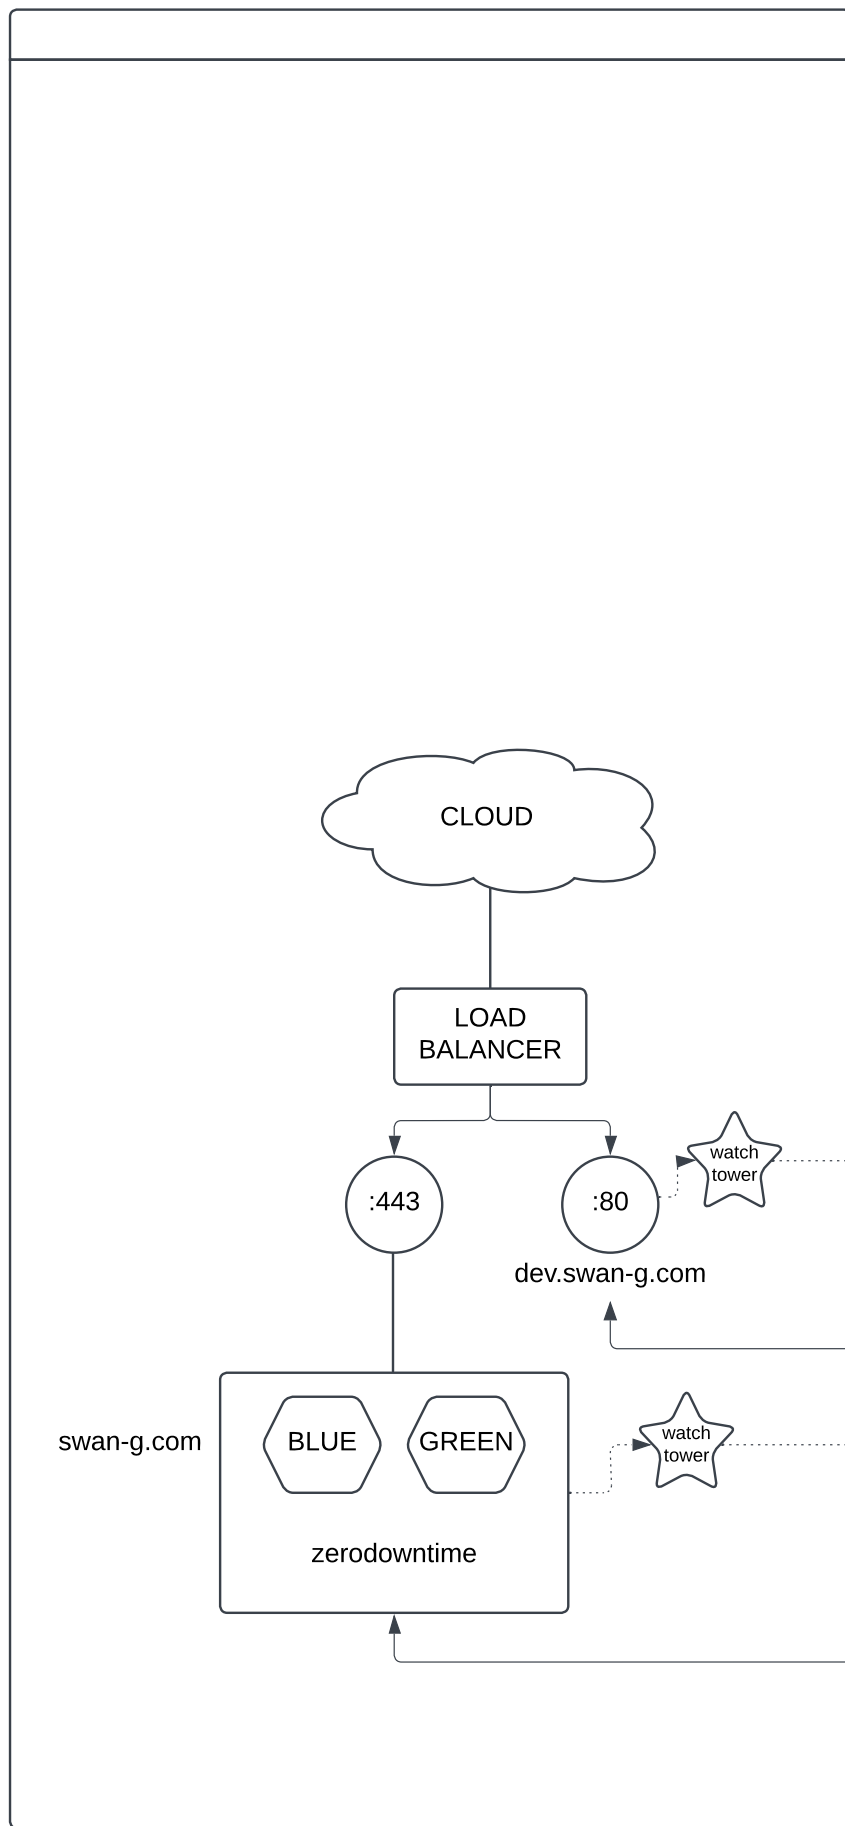 CLOUD
LOAD
BALANCER
:443
:80
watch
tower
dev.swan-g.com
swan-g.com
BLUE
GREEN
watch
tower
zerodowntime